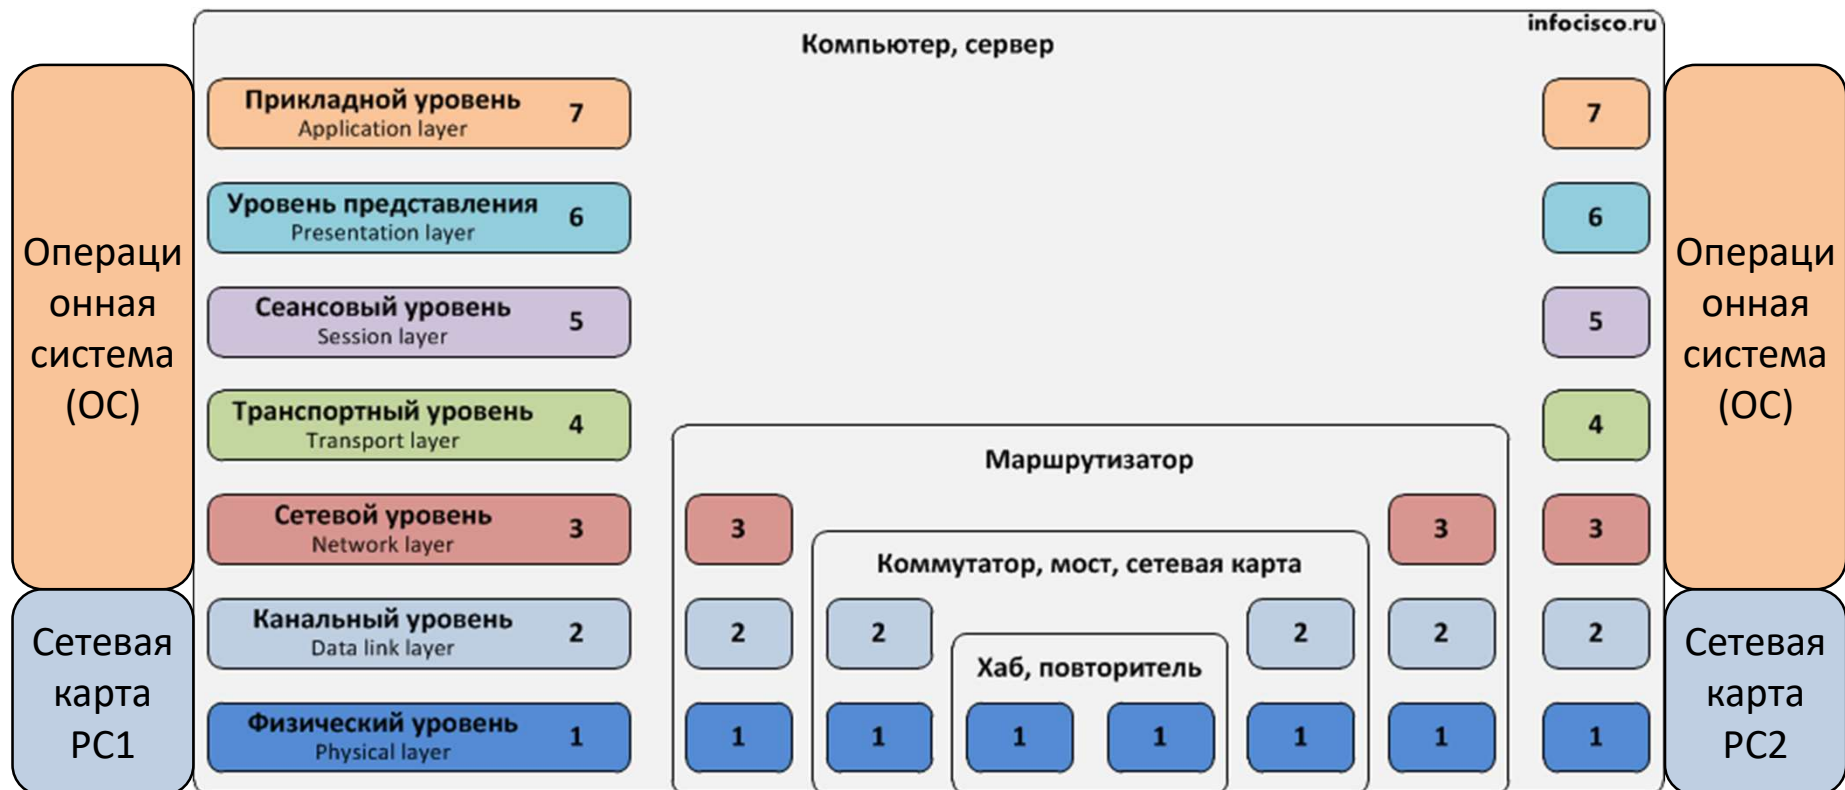 infocisco.ru
Компьютер, сервер
Операци
онная
система
(ОС)
Сетевая
карта
PC1
Прикладной уровень 7
Application layer
Уровень представления 6
Presentation layer
Сеансовый уровень 5
Session layer
Транспортный уровень 4
Transport layer
Сетевой уровень 3
Network layer
Канальный уровень 2
Data link layer
Физический уровень 1
Physical layer
Маршрутизатор
3 3
Коммутатор, мост, сетевая карта
2 2 2 2
Хаб, повторитель
1 1 1 1 1 1
7
6
5
4
3
2
1
Операци
онная
система
(ОС)
Сетевая
карта
PC2